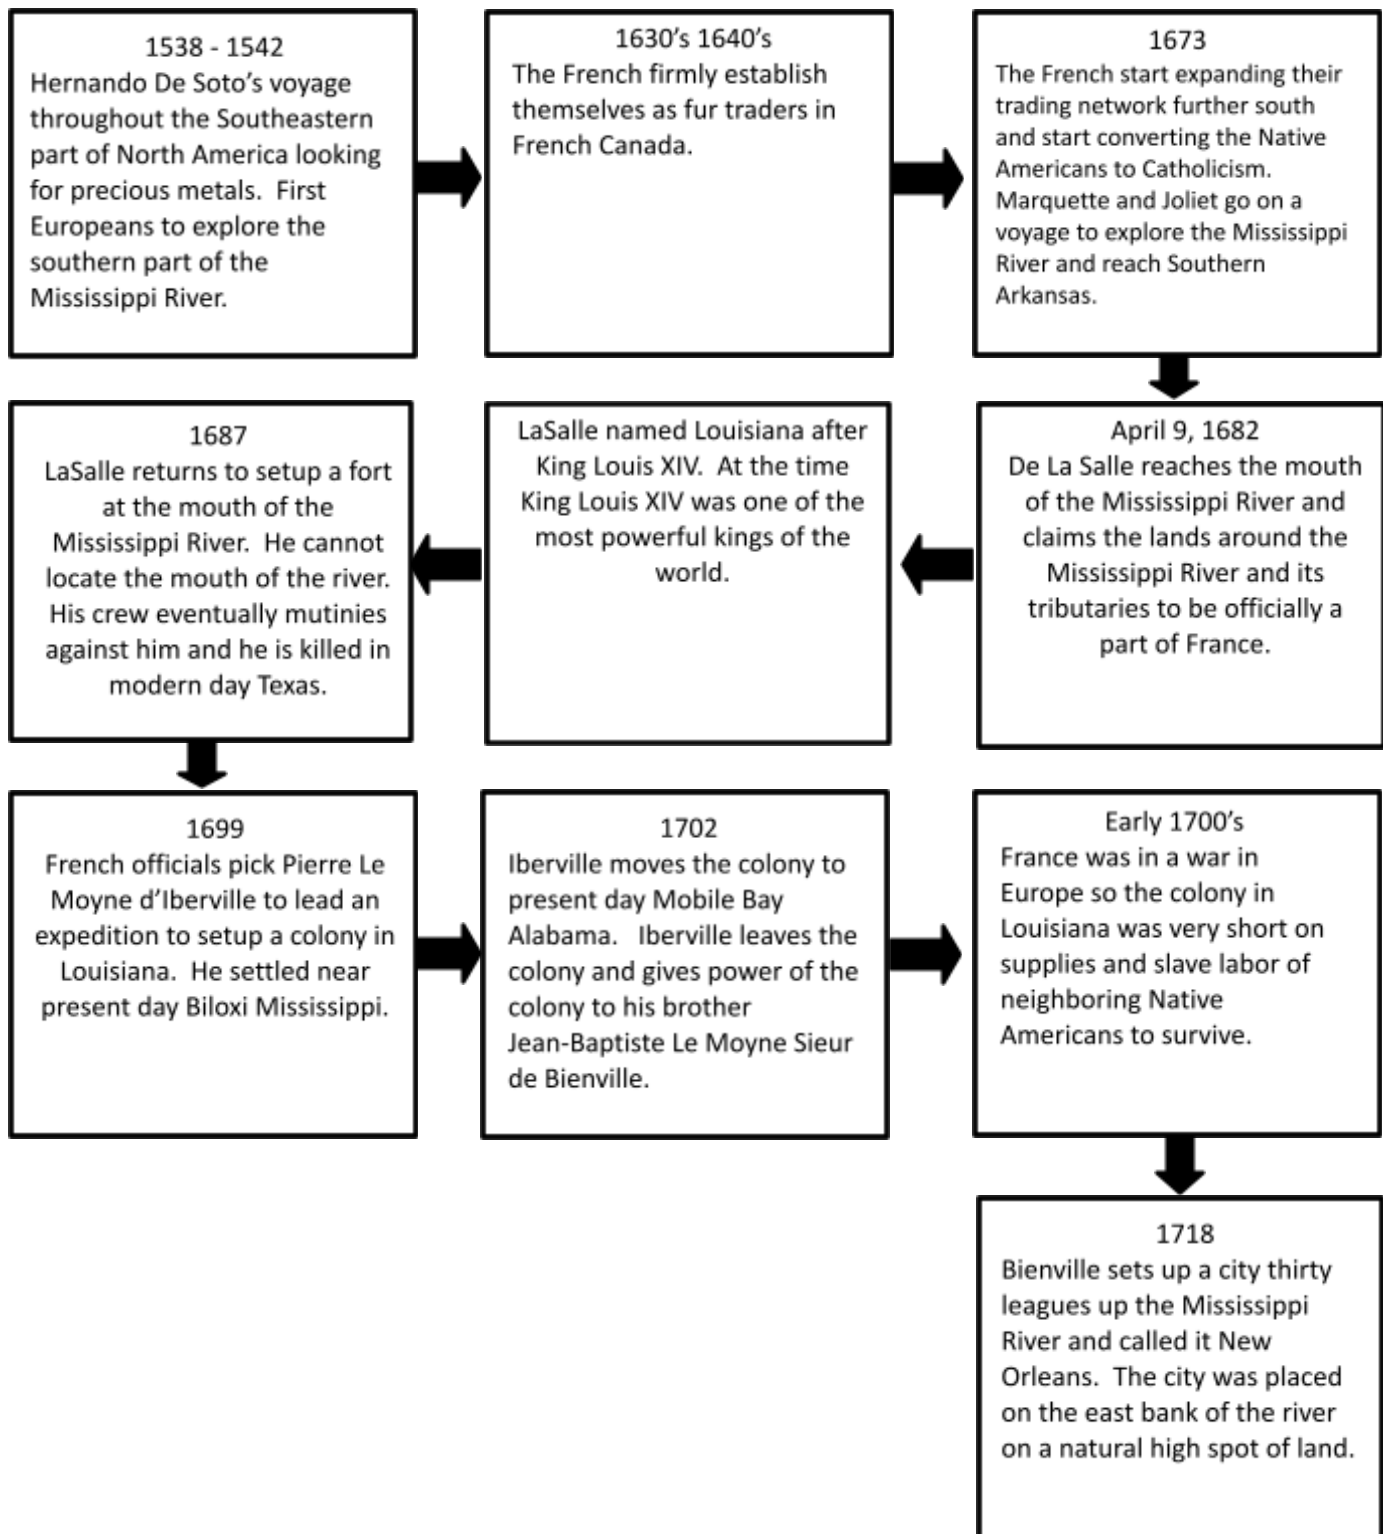 1538 - 1542
Hernando De Soto's voyage
throughout the Southeastern
part of North America looking
for precious metals.  First
Europeans to explore the
southern part of the
Mississippi River.
1630's 1640's
The French firmly establish
themselves as fur traders in
French Canada.
1673
The French start expanding their
trading network further south
and start converting the Native
Americans to Catholicism.
Marquette and Joliet go on a
voyage to explore the Mississippi
River and reach Southern
Arkansas.
April 9, 1682
De La Salle reaches the mouth
of the Mississippi River and
claims the lands around the
Mississippi River and its
tributaries to be officially a
part of France.
LaSalle named Louisiana after
King Louis XIV.  At the time
King Louis XIV was one of the
most powerful kings of the
world.
1687
LaSalle returns to setup a fort
at the mouth of the
Mississippi River.  He cannot
locate the mouth of the river.
His crew eventually mutinies
against him and he is killed in
modern day Texas.
1699
French officials pick Pierre Le
Moyne d'Iberville to lead an
expedition to setup a colony in
Louisiana.  He settled near
present day Biloxi Mississippi.
1702
Iberville moves the colony to
present day Mobile Bay
Alabama.   Iberville leaves the
colony and gives power of the
colony to his brother
Jean-Baptiste Le Moyne Sieur
de Bienville.
Early 1700's
France was in a war in
Europe so the colony in
Louisiana was very short on
supplies and slave labor of
neighboring Native
Americans to survive.
1718
Bienville sets up a city thirty
leagues up the Mississippi
River and called it New
Orleans.  The city was placed
on the east bank of the river
on a natural high spot of land.